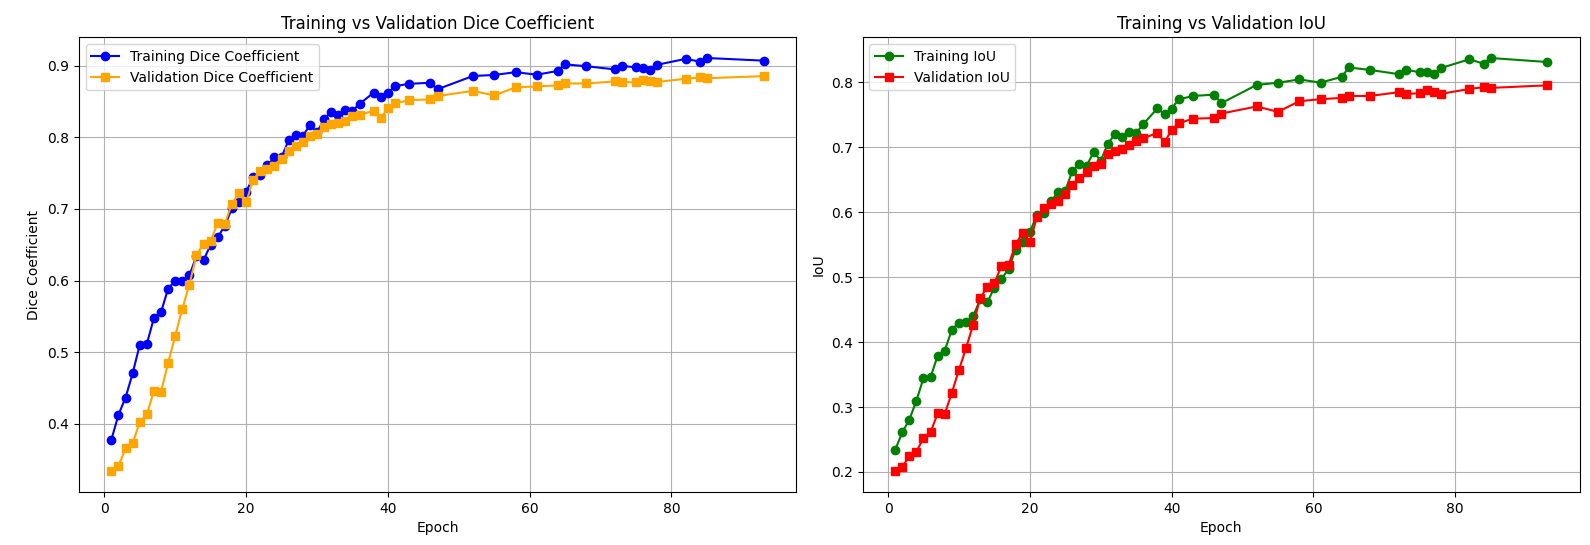 Training vs Validation Dice Coefficient
Training Dice Coefficient
Validation Dice Coefficient
Dice Coefficient
0.9
0.8
0.7
0.6
0.5
0.4
0
20
40
60
80
Epoch
Training vs Validation IoU
Training IoU
Validation IoU
IoU
0.8
0.7
0.6
0.5
0.4
0.3
0.2
0
20
40
60
80
Epoch